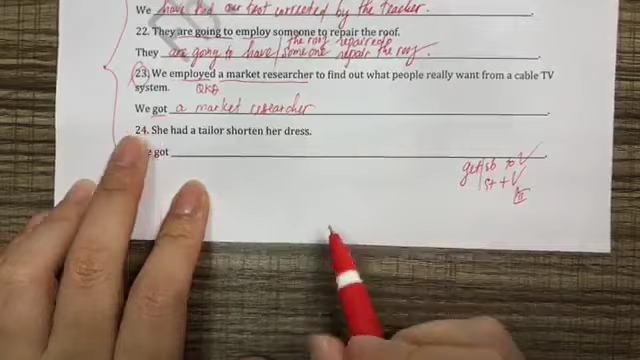 We have had our test corrected by the teacher.
22. They are going to employ someone to repair the roof.
the roof repaired
They are going to have someone repair the roof.
23. We employed a market researcher to find out what people really want from a cable TV
system.
QKĐ
We got a market researcher
24. She had a tailor shorten her dress.
got
get sb to V
st + V
III